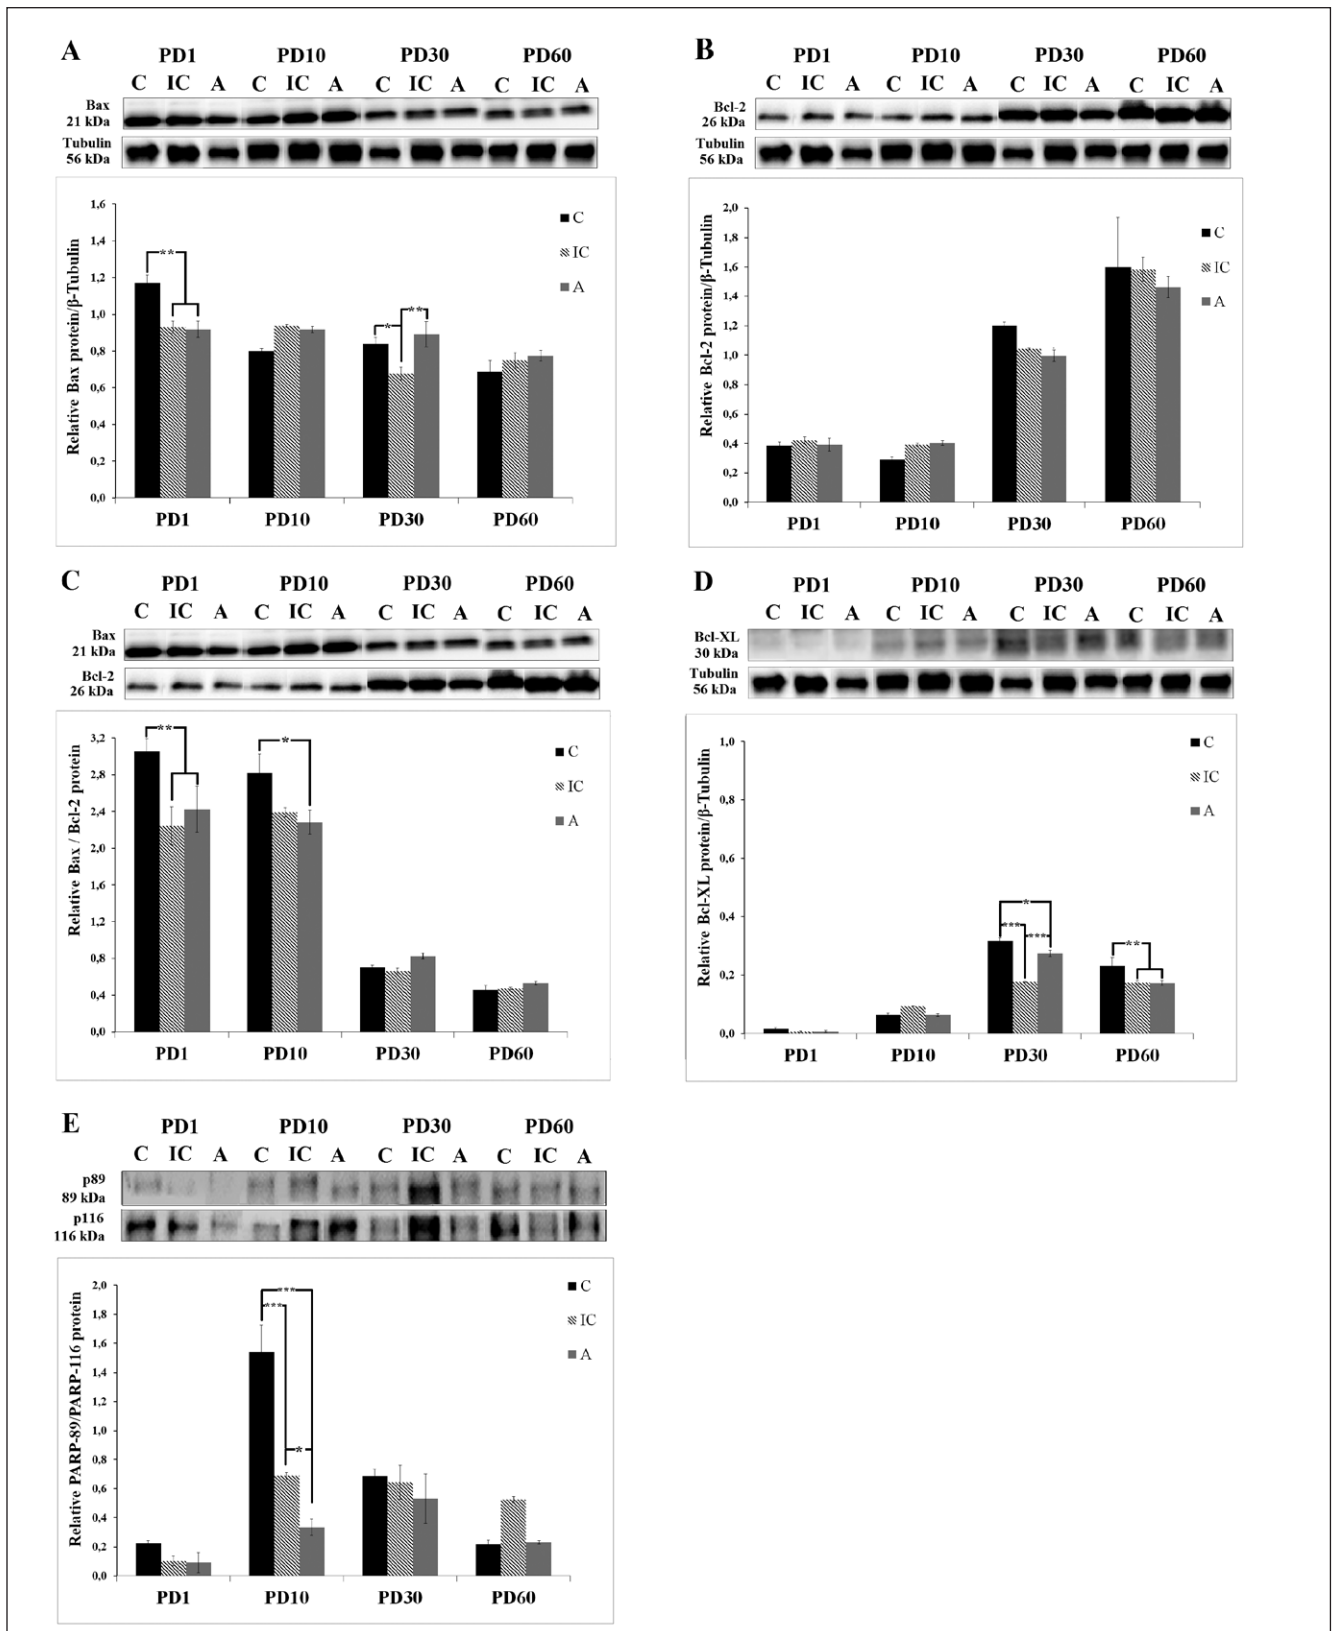 A
PD1 PD10 PD30 PD60
C IC A C IC A C IC A C IC A
Bax
21 kDa
Tubulin
56 kDa
Relative Bax protein/β-Tubulin
1,6
1,4
1,2
1,0
0,8
0,6
0,4
0,2
0,0
** * **
C
IC
A
PD1 PD10 PD30 PD60
B
PD1 PD10 PD30 PD60
C IC A C IC A C IC A C IC A
Bcl-2
26 kDa
Tubulin
56 kDa
Relative Bcl-2 protein/β-Tubulin
2,0
1,8
1,6
1,4
1,2
1,0
0,8
0,6
0,4
0,2
0,0
C
IC
A
PD1 PD10 PD30 PD60
C
PD1 PD10 PD30 PD60
C IC A C IC A C IC A C IC A
Bax
21 kDa
Bcl-2
26 kDa
Relative Bax / Bcl-2 protein
3,2
2,8
2,4
2,0
1,6
1,2
0,8
0,4
0,0
** *
C
IC
A
PD1 PD10 PD30 PD60
D
PD1 PD10 PD30 PD60
C IC A C IC A C IC A C IC A
Bcl-XL
30 kDa
Tubulin
56 kDa
Relative Bcl-XL protein/β-Tubulin
1,0
0,8
0,6
0,4
0,2
0,0
*
*** ***
**
C
IC
A
PD1 PD10 PD30 PD60
E
PD1 PD10 PD30 PD60
C IC A C IC A C IC A C IC A
p89
89 kDa
p116
116 kDa
Relative PARP-89/PARP-116 protein
2,0
1,8
1,6
1,4
1,2
1,0
0,8
0,6
0,4
0,2
0,0
***
***
*
C
IC
A
PD1 PD10 PD30 PD60